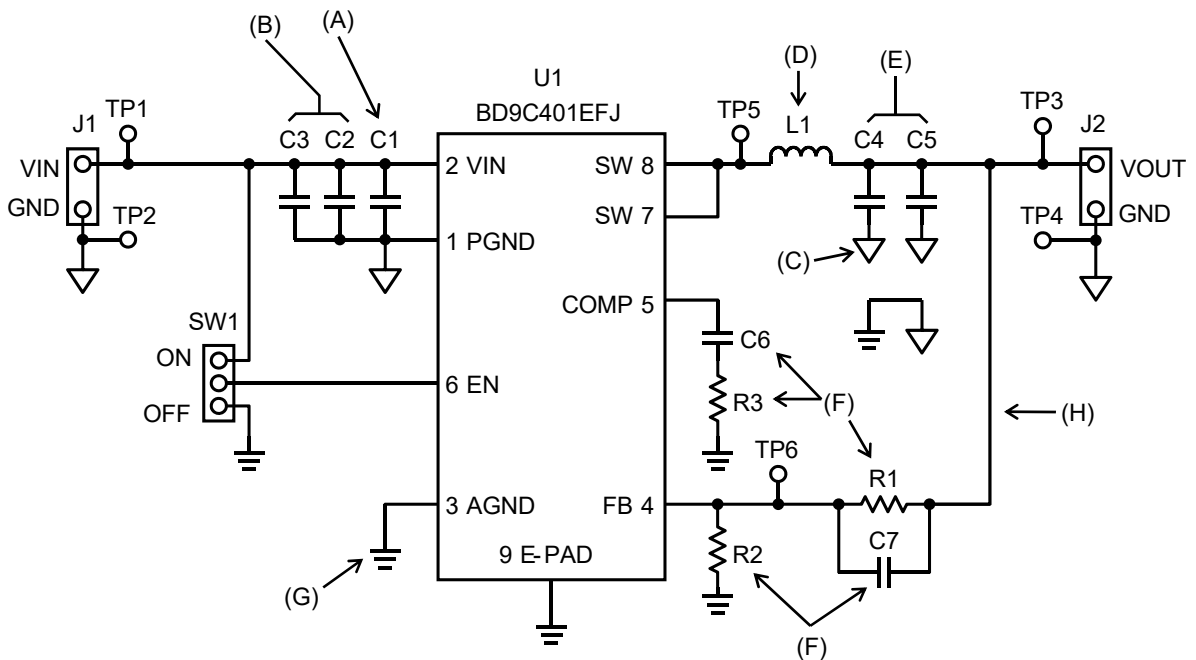 (B)
(A)
(D)
(E)
U1
BD9C401EFJ
J1
TP1
C3
C2
C1
TP5
L1
C4
C5
TP3
J2
VIN
2 VIN
SW 8
VOUT
GND
TP2
SW 7
TP4
GND
1 PGND
(C)
COMP 5
SW1
C6
ON
6 EN
R3
(F)
(H)
OFF
TP6
R1
3 AGND
FB 4
C7
9 E-PAD
R2
(G)
(F)